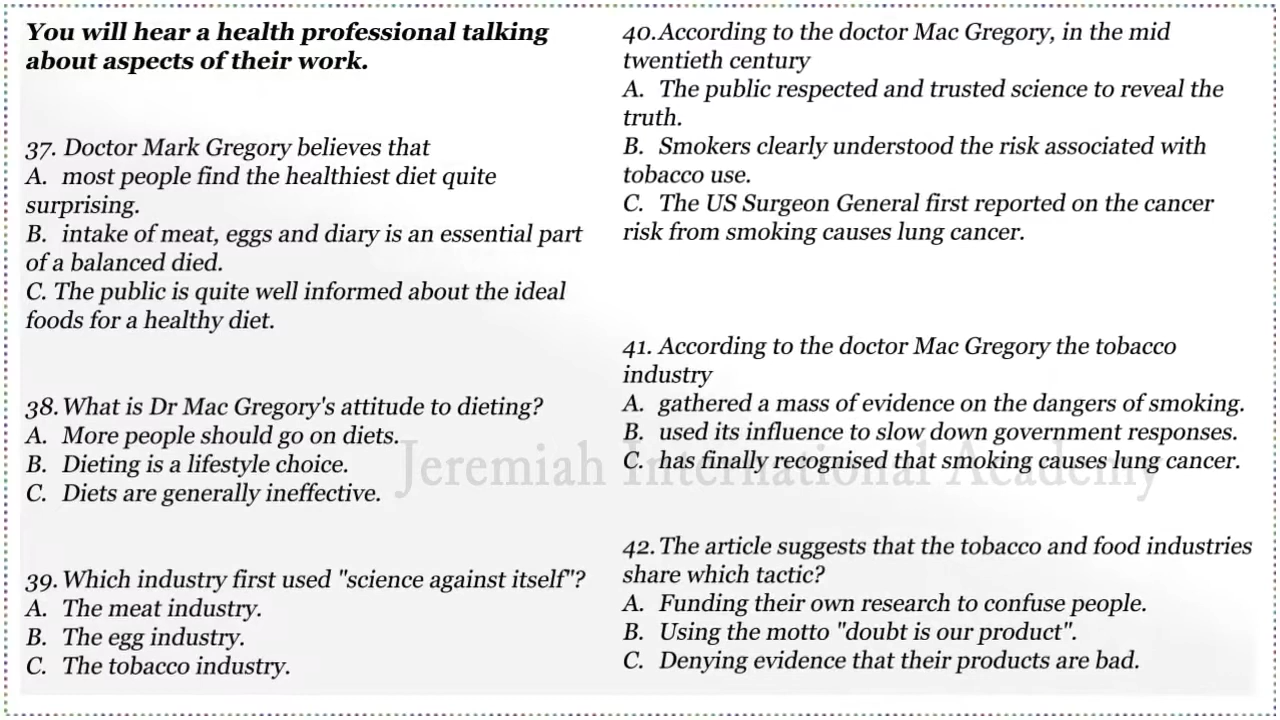 You will hear a health professional talking
about aspects of their work.
37. Doctor Mark Gregory believes that
A. most people find the healthiest diet quite
surprising.
B. intake of meat, eggs and diary is an essential part
of a balanced died.
C. The public is quite well informed about the ideal
foods for a healthy diet.
38. What is Dr Mac Gregory's attitude to dieting?
A. More people should go on diets.
B. Dieting is a lifestyle choice.
C. Diets are generally ineffective.
39. Which industry first used "science against itself"?
A. The meat industry.
B. The egg industry.
C. The tobacco industry.
40. According to the doctor Mac Gregory, in the mid
twentieth century
A. The public respected and trusted science to reveal the
truth.
B. Smokers clearly understood the risk associated with
tobacco use.
C. The US Surgeon General first reported on the cancer
risk from smoking causes lung cancer.
41. According to the doctor Mac Gregory the tobacco
industry
A. gathered a mass of evidence on the dangers of smoking.
B. used its influence to slow down government responses.
C. has finally recognised that smoking causes lung cancer.
42. The article suggests that the tobacco and food industries
share which tactic?
A. Funding their own research to confuse people.
B. Using the motto "doubt is our product".
C. Denying evidence that their products are bad.
Jeremiah International Academy